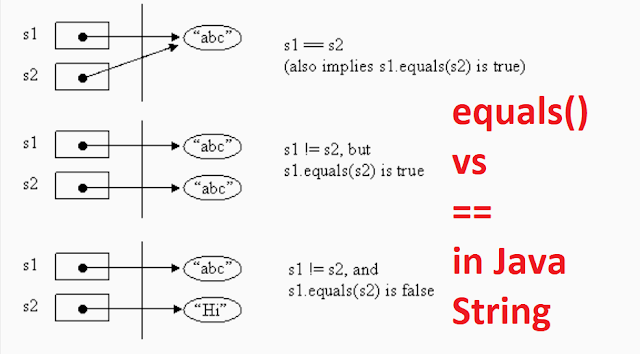 s1
"abc"
s2
s1 == s2
(also implies s1.equals(s2) is true)
s1
"abc"
s2
"abc"
s1 != s2, but
s1.equals(s2) is true
s1
"abc"
s2
"Hi"
s1 != s2, and
s1.equals(s2) is false
equals()
vs
==
in Java
String